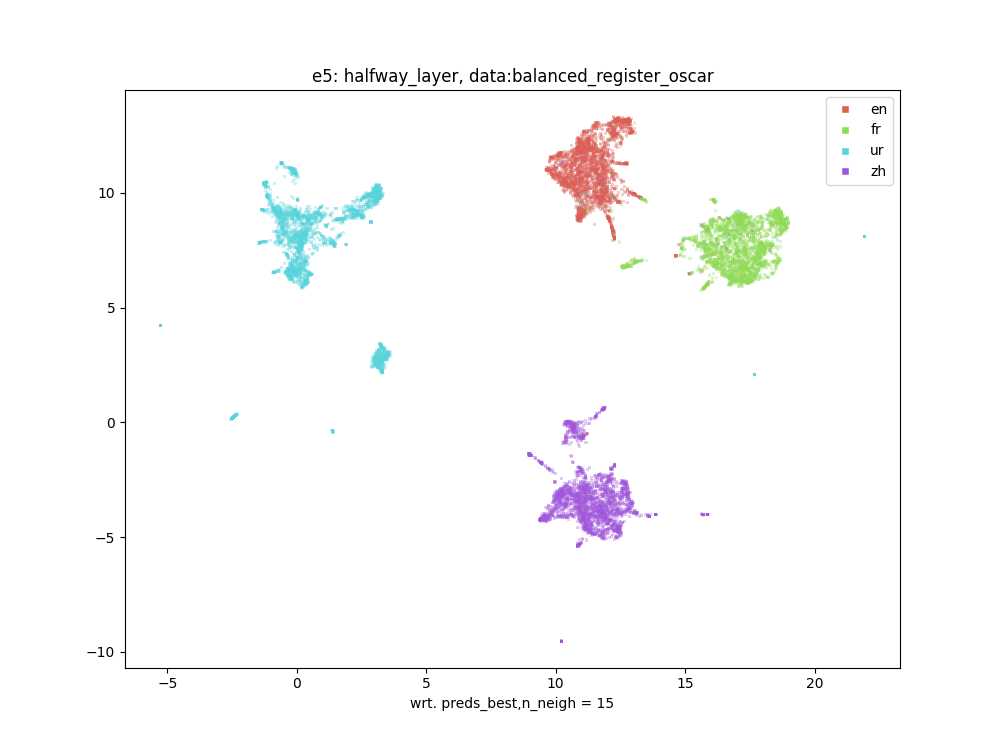 e5: halfway_layer, data:balanced_register_oscar
en
fr
ur
zh
10
5
0
−5
−10
−5
0
5
10
15
20
wrt. preds_best,n_neigh = 15